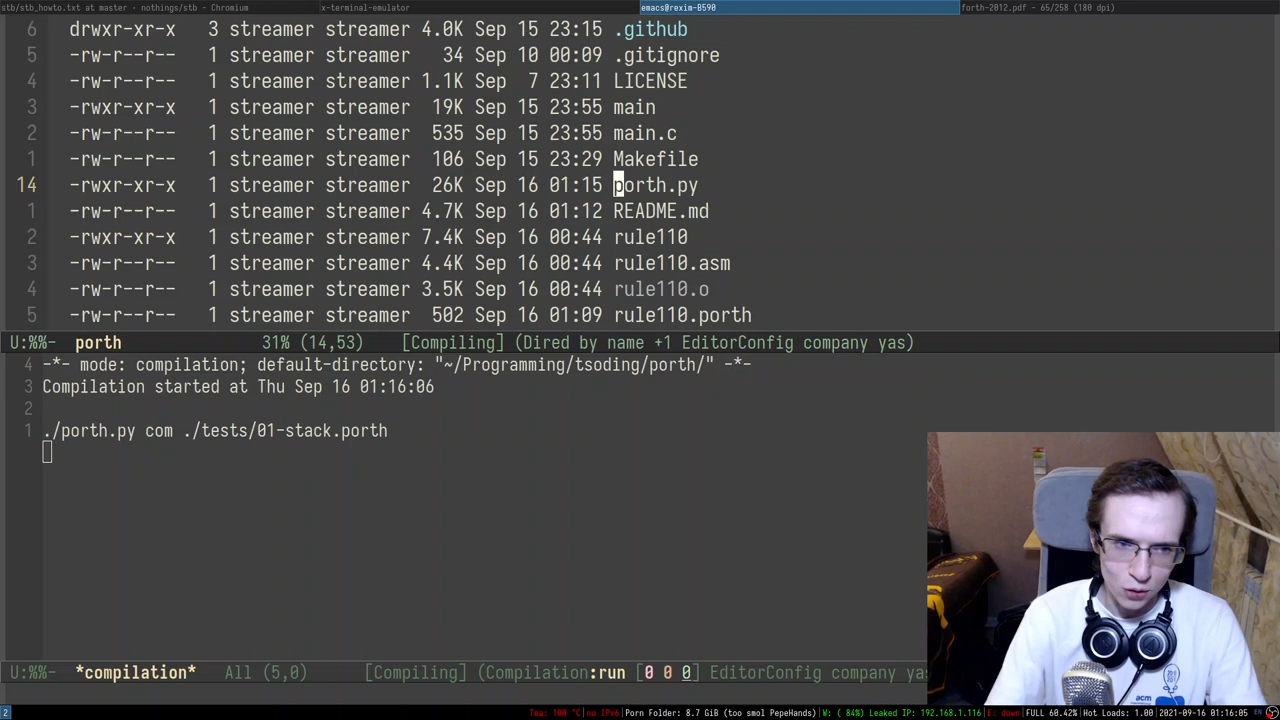 stb/stb_howto.txt at master · nothings/stb - Chromium x-terminal-emulator emacs@rexim-B590 forth-2012.pdf - 65/258 (180 dpi)
6 drwxr-xr-x 3 streamer streamer 4.0K Sep 15 23:15 .github
5 -rw-r--r-- 1 streamer streamer 34 Sep 10 00:09 .gitignore
4 -rw-r--r-- 1 streamer streamer 1.1K Sep 7 23:11 LICENSE
3 -rwxr-xr-x 1 streamer streamer 19K Sep 15 23:55 main
2 -rw-r--r-- 1 streamer streamer 535 Sep 15 23:55 main.c
1 -rw-r--r-- 1 streamer streamer 106 Sep 15 23:29 Makefile
14 -rwxr-xr-x 1 streamer streamer 26K Sep 16 01:15 porth.py
1 -rw-r--r-- 1 streamer streamer 4.7K Sep 16 01:12 README.md
2 -rwxr-xr-x 1 streamer streamer 7.4K Sep 16 00:44 rule110
3 -rw-r--r-- 1 streamer streamer 4.4K Sep 16 00:44 rule110.asm
4 -rw-r--r-- 1 streamer streamer 3.5K Sep 16 00:44 rule110.o
5 -rw-r--r-- 1 streamer streamer 502 Sep 16 01:09 rule110.porth
U:%%- porth 31% (14,53) [Compiling] (Dired by name +1 EditorConfig company yas)
4 -*- mode: compilation; default-directory: "~/Programming/tsoding/porth/" -*-
3 Compilation started at Thu Sep 16 01:16:06
2
1 ./porth.py com ./tests/01-stack.porth
U:%%- *compilation* All (5,0) [Compiling] (Compilation:run [0 0 0] EditorConfig company yas
acm
2 Tea: 100 °C|no IPv6|Porn Folder: 8.7 GiB (too smol PepeHands)|W: ( 84%) Leaked IP: 192.168.1.116|E: down|FULL 60.42%|Hot Loads: 1.00|2021-09-16 01:16:05 EN